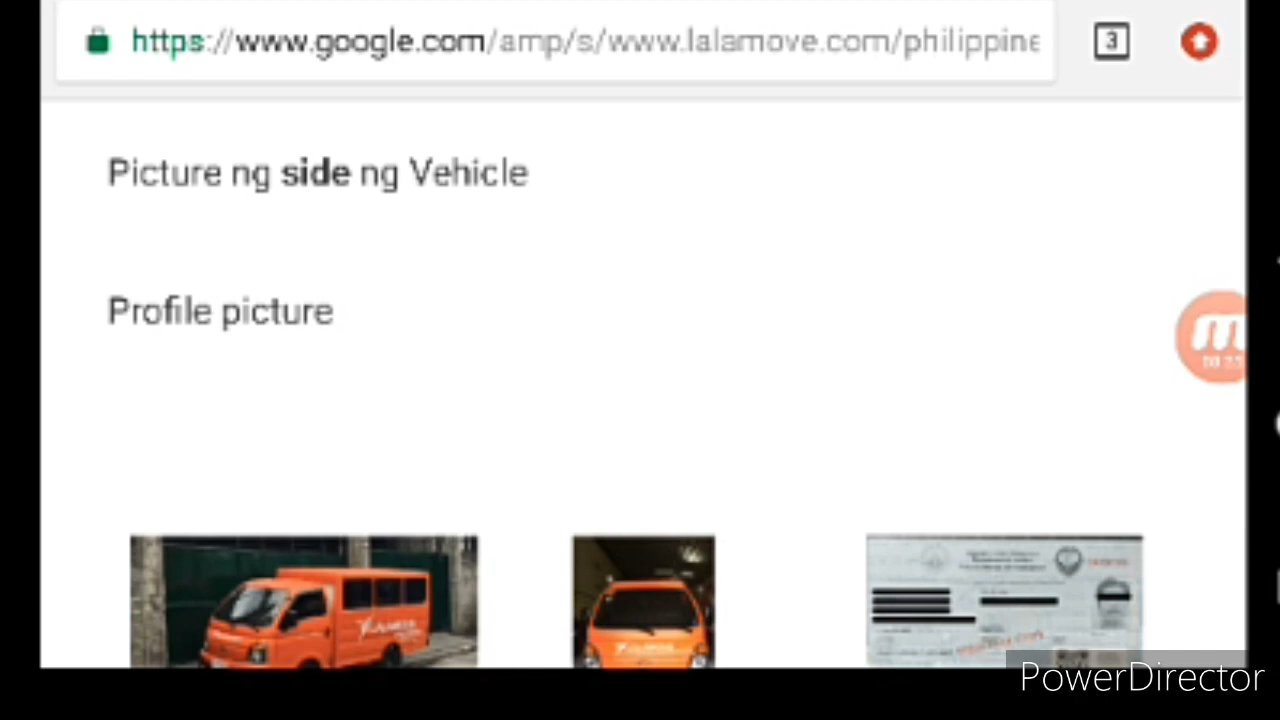 https://www.google.com/amp/s/www.lalamove.com/philippine
3
Picture ng side ng Vehicle
Profile picture
PowerDirector